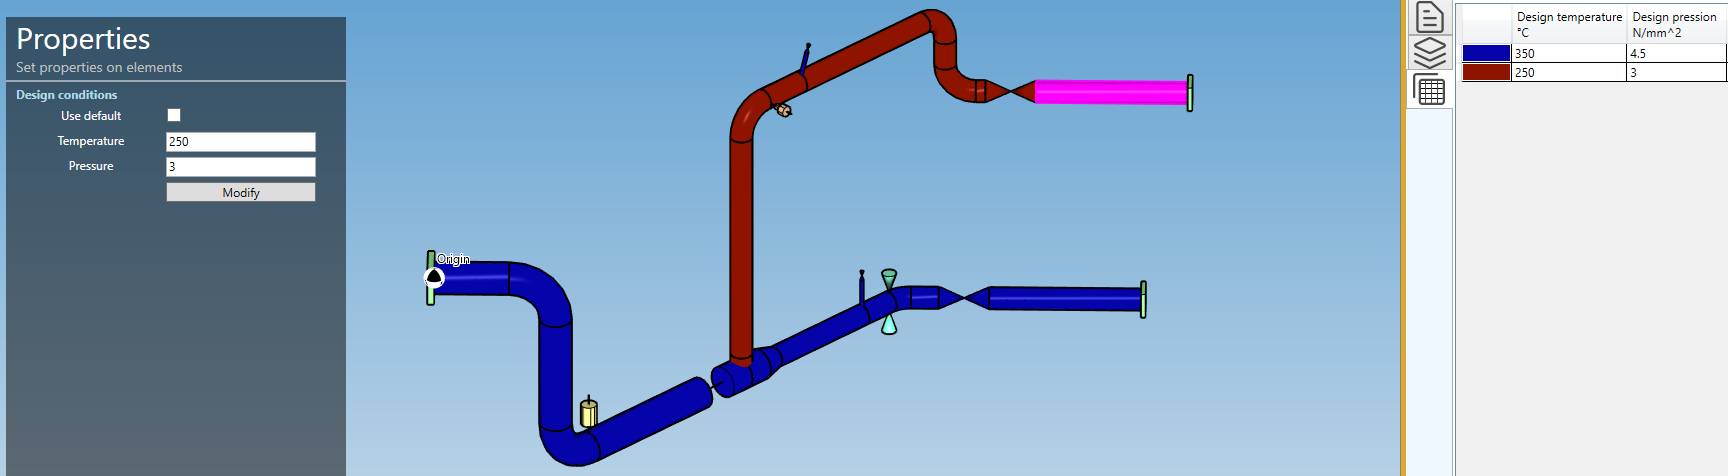 Properties
Set properties on elements
Design conditions
Use default
Temperature 250
Pressure 3
Modify
Origin
Design temperature Design pression
°C N/mm^2
350 4.5
250 3